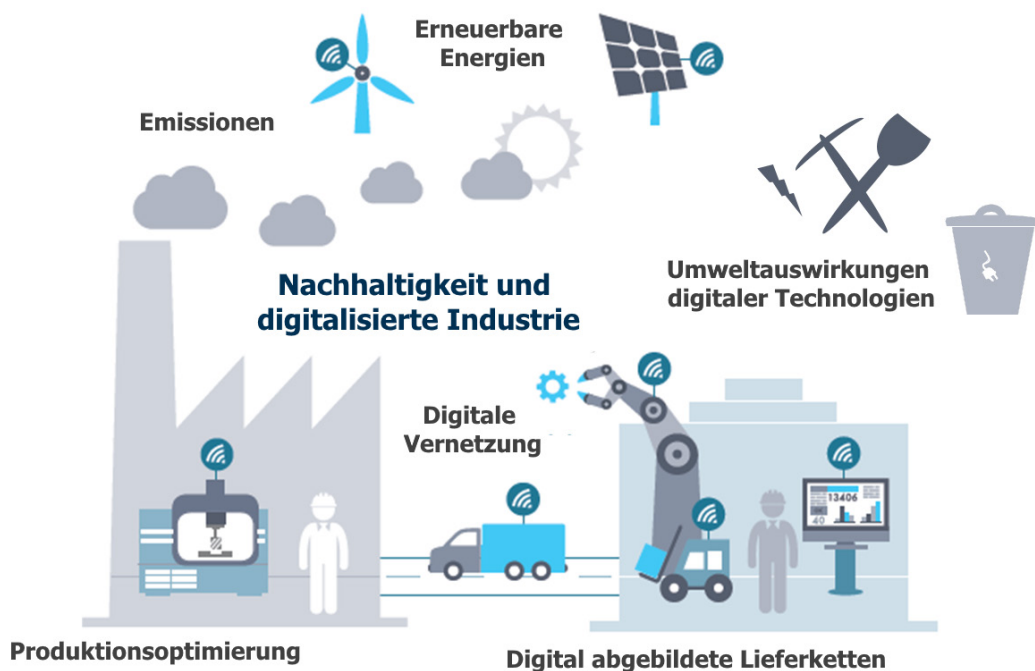 Erneuerbare
Energien
Emissionen
Umweltauswirkungen
digitaler Technologien
Nachhaltigkeit und
digitalisierte Industrie
Digitale
Vernetzung
13406
40
Produktionsoptimierung
Digital abgebildete Lieferketten